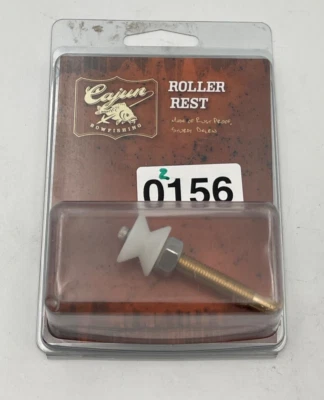 Cajun
BOWFISHING
ROLLER
REST
2
0156